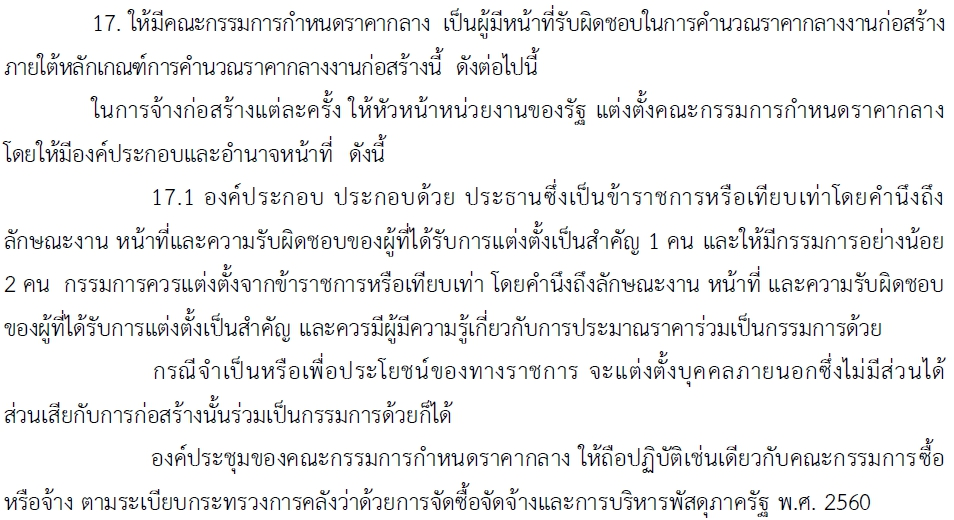 17. ให้มีคณะกรรมการกำหนดราคากลาง เป็นผู้มีหน้าที่รับผิดชอบในการคำนวณราคากลางงานก่อสร้าง
ภายใต้หลักเกณฑ์การคำนวณราคากลางงานก่อสร้างนี้ ดังต่อไปนี้
ในการจ้างก่อสร้างแต่ละครั้ง ให้หัวหน้าหน่วยงานของรัฐ แต่งตั้งคณะกรรมการกำหนดราคากลาง
โดยให้มีองค์ประกอบและอำนาจหน้าที่ ดังนี้
17.1 องค์ประกอบ ประกอบด้วย ประธานซึ่งเป็นข้าราชการหรือเทียบเท่าโดยคำนึงถึง
ลักษณะงาน หน้าที่และความรับผิดชอบของผู้ที่ได้รับการแต่งตั้งเป็นสำคัญ 1 คน และให้มีกรรมการอย่างน้อย
2 คน กรรมการควรแต่งตั้งจากข้าราชการหรือเทียบเท่า โดยคำนึงถึงลักษณะงาน หน้าที่ และความรับผิดชอบ
ของผู้ที่ได้รับการแต่งตั้งเป็นสำคัญ และควรมีผู้มีความรู้เกี่ยวกับการประมาณราคาร่วมเป็นกรรมการด้วย
กรณีจำเป็นหรือเพื่อประโยชน์ของทางราชการ จะแต่งตั้งบุคคลภายนอกซึ่งไม่มีส่วนได้
ส่วนเสียกับการก่อสร้างนั้นร่วมเป็นกรรมการด้วยก็ได้
องค์ประชุมของคณะกรรมการกำหนดราคากลาง ให้ถือปฏิบัติเช่นเดียวกับคณะกรรมการซื้อ
หรือจ้าง ตามระเบียบกระทรวงการคลังว่าด้วยการจัดซื้อจัดจ้างและการบริหารพัสดุภาครัฐ พ.ศ. 2560